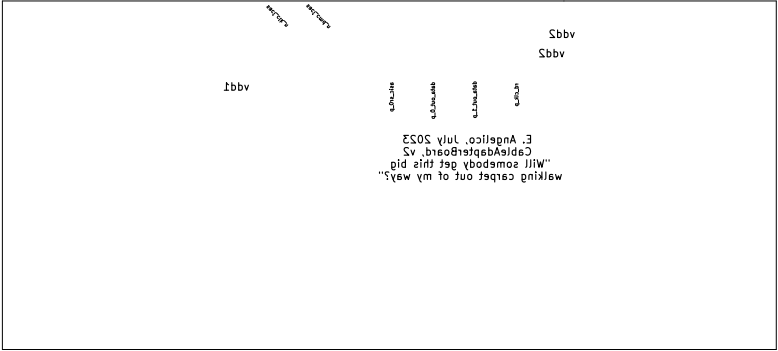 vdd2
vdd2
vdd1
E. Angelico, July 2023
CableAdapterBoard, v2
"Will somebody get this big
walking carpet out of my way?"